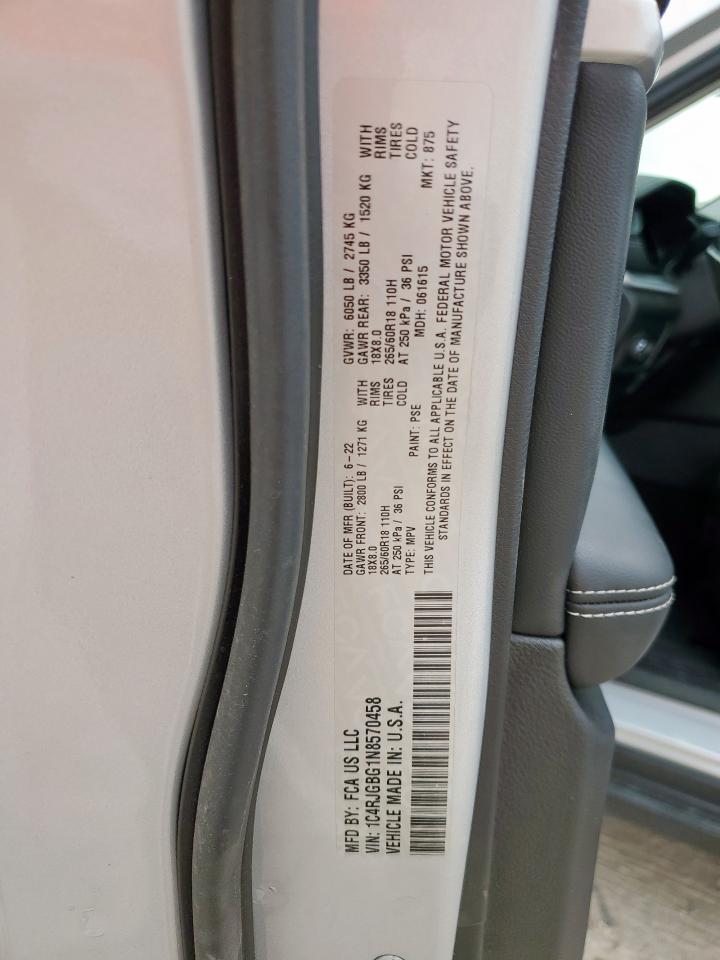 MFD BY: FCA US LLC
VIN: 1C4RJGBG1N8570458
VEHICLE MADE IN: U.S.A.
DATE OF MFR (BUILT): 6-22 GVWR: 6050 LB / 2745 KG
GAWR FRONT: 2800 LB / 1271 KG WITH GAWR REAR: 3350 LB / 1520 KG WITH
18X8.0 RIMS 18X8.0 RIMS
265/60R18 110H TIRES 265/60R18 110H TIRES
AT 250 kPa / 36 PSI COLD AT 250 kPa / 36 PSI COLD
TYPE: MPV PAINT: PSE MDH: 061615 MKT: 875
THIS VEHICLE CONFORMS TO ALL APPLICABLE U.S.A. FEDERAL MOTOR VEHICLE SAFETY
STANDARDS IN EFFECT ON THE DATE OF MANUFACTURE SHOWN ABOVE.